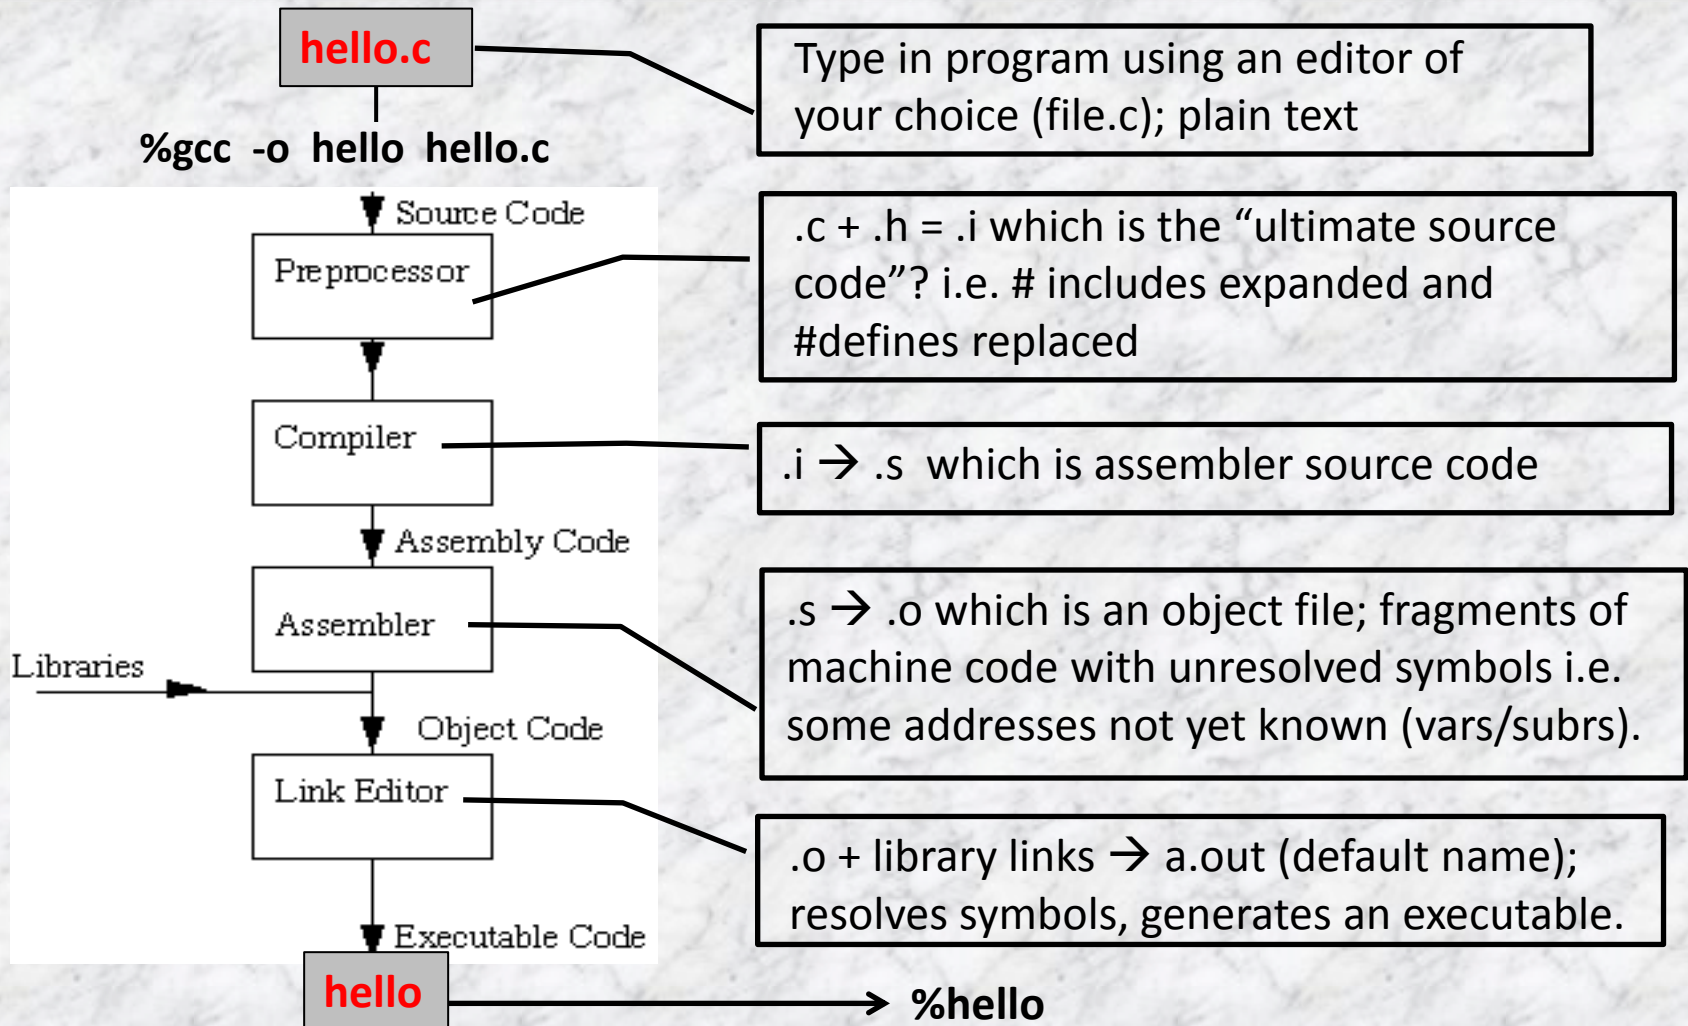 hello.c
Type in program using an editor of
your choice (file.c); plain text
%gcc -o hello hello.c
Source Code
Preprocessor
.c + .h = .i which is the “ultimate source
code”? i.e. # includes expanded and
#defines replaced
Compiler
.i → .s which is assembler source code
Assembly Code
Assembler
.s → .o which is an object file; fragments of
machine code with unresolved symbols i.e.
some addresses not yet known (vars/subrs).
Libraries
Object Code
Link Editor
.o + library links → a.out (default name);
resolves symbols, generates an executable.
Executable Code
hello
%hello